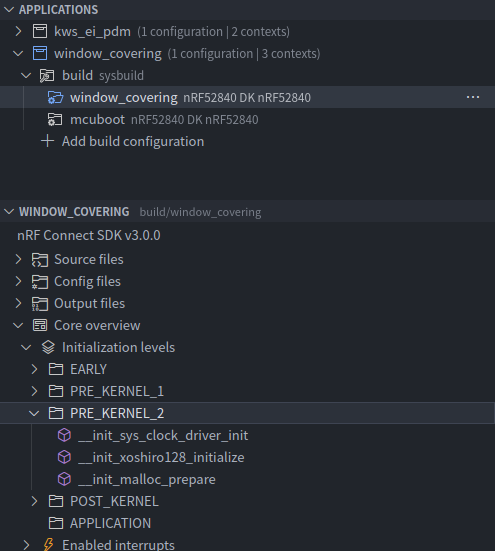 APPLICATIONS
kws_ei_pdm (1 configuration | 2 contexts)
window_covering (1 configuration | 3 contexts)
build sysbuild
window_covering nRF52840 DK nRF52840 ...
mcuboot nRF52840 DK nRF52840
Add build configuration
WINDOW_COVERING build/window_covering
nRF Connect SDK v3.0.0
Source files
Config files
Output files
Core overview
Initialization levels
EARLY
PRE_KERNEL_1
PRE_KERNEL_2
__init_sys_clock_driver_init
__init_xoshiro128_initialize
__init_malloc_prepare
POST_KERNEL
APPLICATION
Enabled interrupts